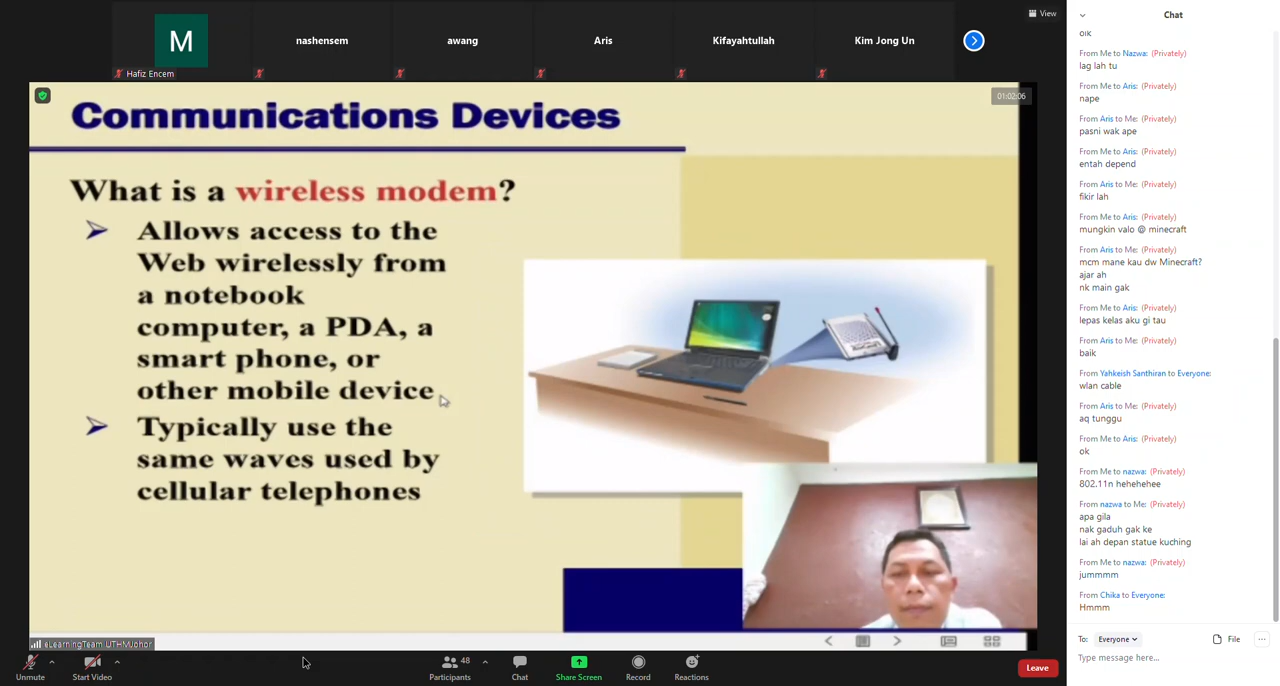 View
M
nashensem
awang
Aris
Kifayahtullah
Kim Jong Un
Hafiz Encem
01:02:06
Communications Devices
What is a wireless modem?
Allows access to the
Web wirelessly from
a notebook
computer, a PDA, a
smart phone, or
other mobile device
Typically use the
same waves used by
cellular telephones
eLearningTeam UTHMJohor
Unmute
Start Video
48
Participants
Chat
Share Screen
Record
Reactions
Leave
Chat
oik
From Me to Nazwa: (Privately)
lag lah tu
From Me to Aris: (Privately)
nape
From Aris to Me: (Privately)
pasni wak ape
From Me to Aris: (Privately)
entah depend
From Aris to Me: (Privately)
fikir lah
From Me to Aris: (Privately)
mungkin valo @ minecraft
From Aris to Me: (Privately)
mcm mane kau dw Minecraft?
ajar ah
nk main gak
From Me to Aris: (Privately)
lepas kelas aku gi tau
From Aris to Me: (Privately)
baik
From Yahkeish Santhiran to Everyone:
wlan cable
From Aris to Me: (Privately)
aq tunggu
From Me to Aris: (Privately)
ok
From Me to nazwa: (Privately)
802.11n hehehehee
From nazwa to Me: (Privately)
apa gila
nak gaduh gak ke
lai ah depan statue kuching
From Me to nazwa: (Privately)
jummmm
From Chika to Everyone:
Hmmm
To: Everyone
File
Type message here...